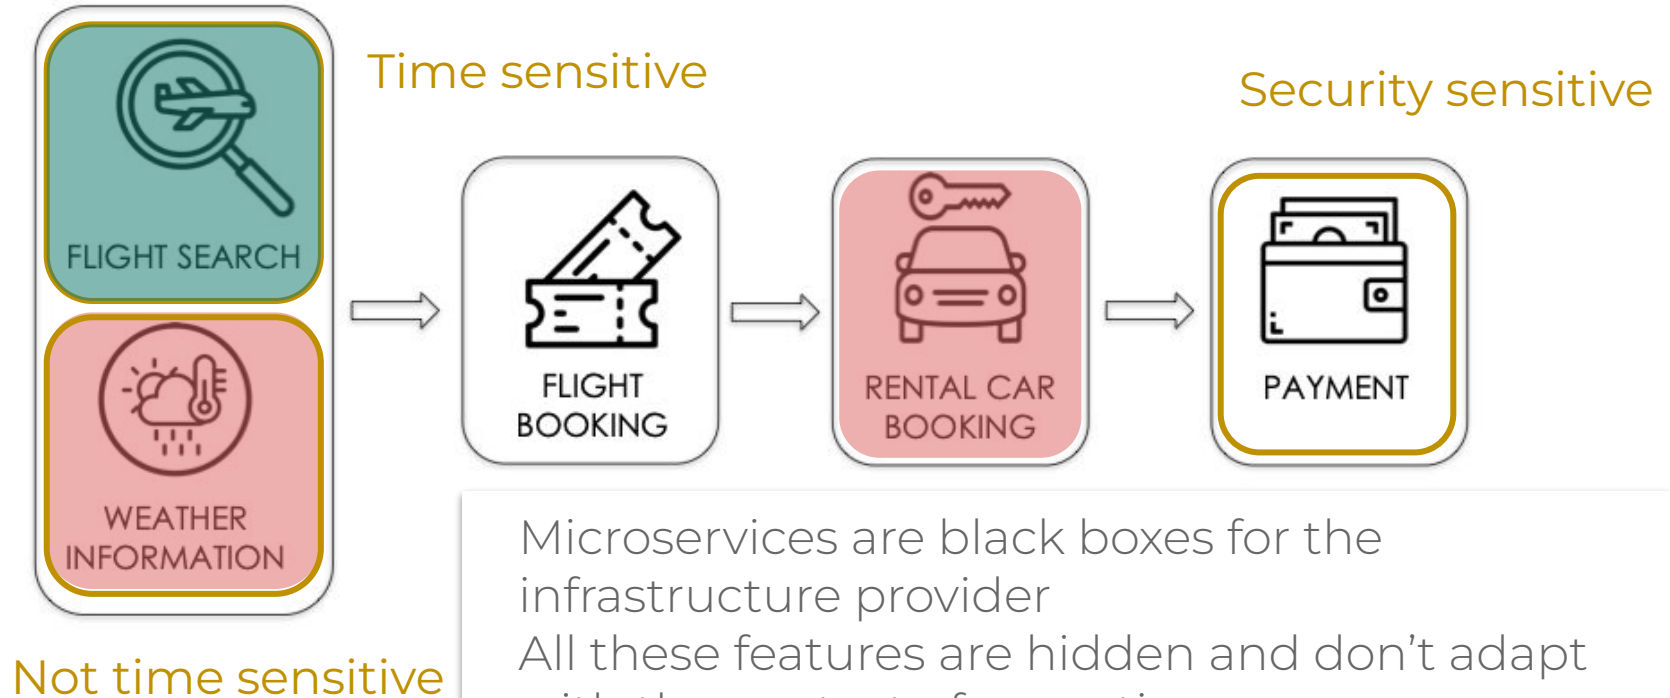 Time sensitive
Security sensitive
FLIGHT SEARCH
WEATHER
INFORMATION
FLIGHT
BOOKING
RENTAL CAR
BOOKING
PAYMENT
Not time sensitive
Microservices are black boxes for the
infrastructure provider
All these features are hidden and don’t adapt